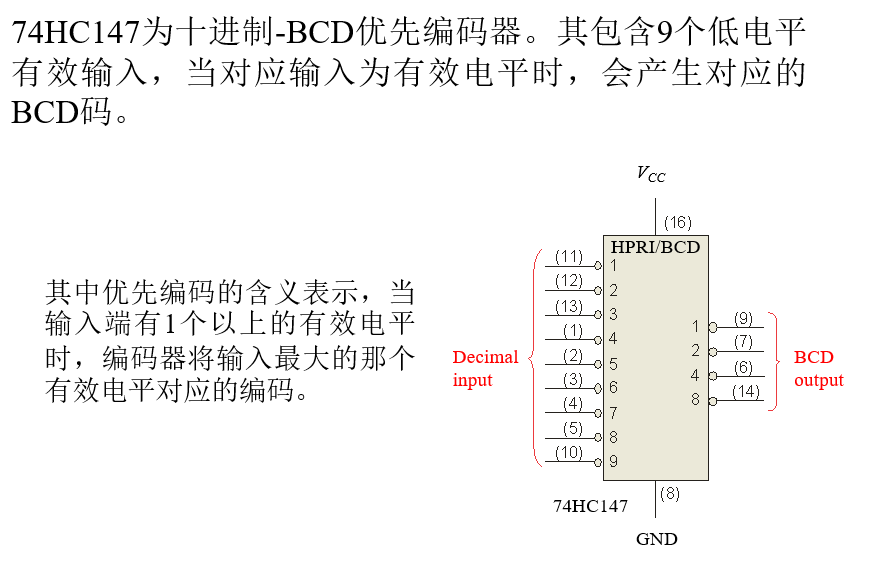 74HC147为十进制-BCD优先编码器。其包含9个低电平
有效输入，当对应输入为有效电平时，会产生对应的
BCD码。
VCC
(16)
HPRI/BCD
(11) 1
(12) 2
(13) 3
(1) 4
(2) 5
(3) 6
(4) 7
(5) 8
(10) 9
1 (9)
2 (7)
4 (6)
8 (14)
其中优先编码的含义表示，当
输入端有1个以上的有效电平
时，编码器将输入最大的那个
有效电平对应的编码。
Decimal
input
BCD
output
(8)
74HC147
GND